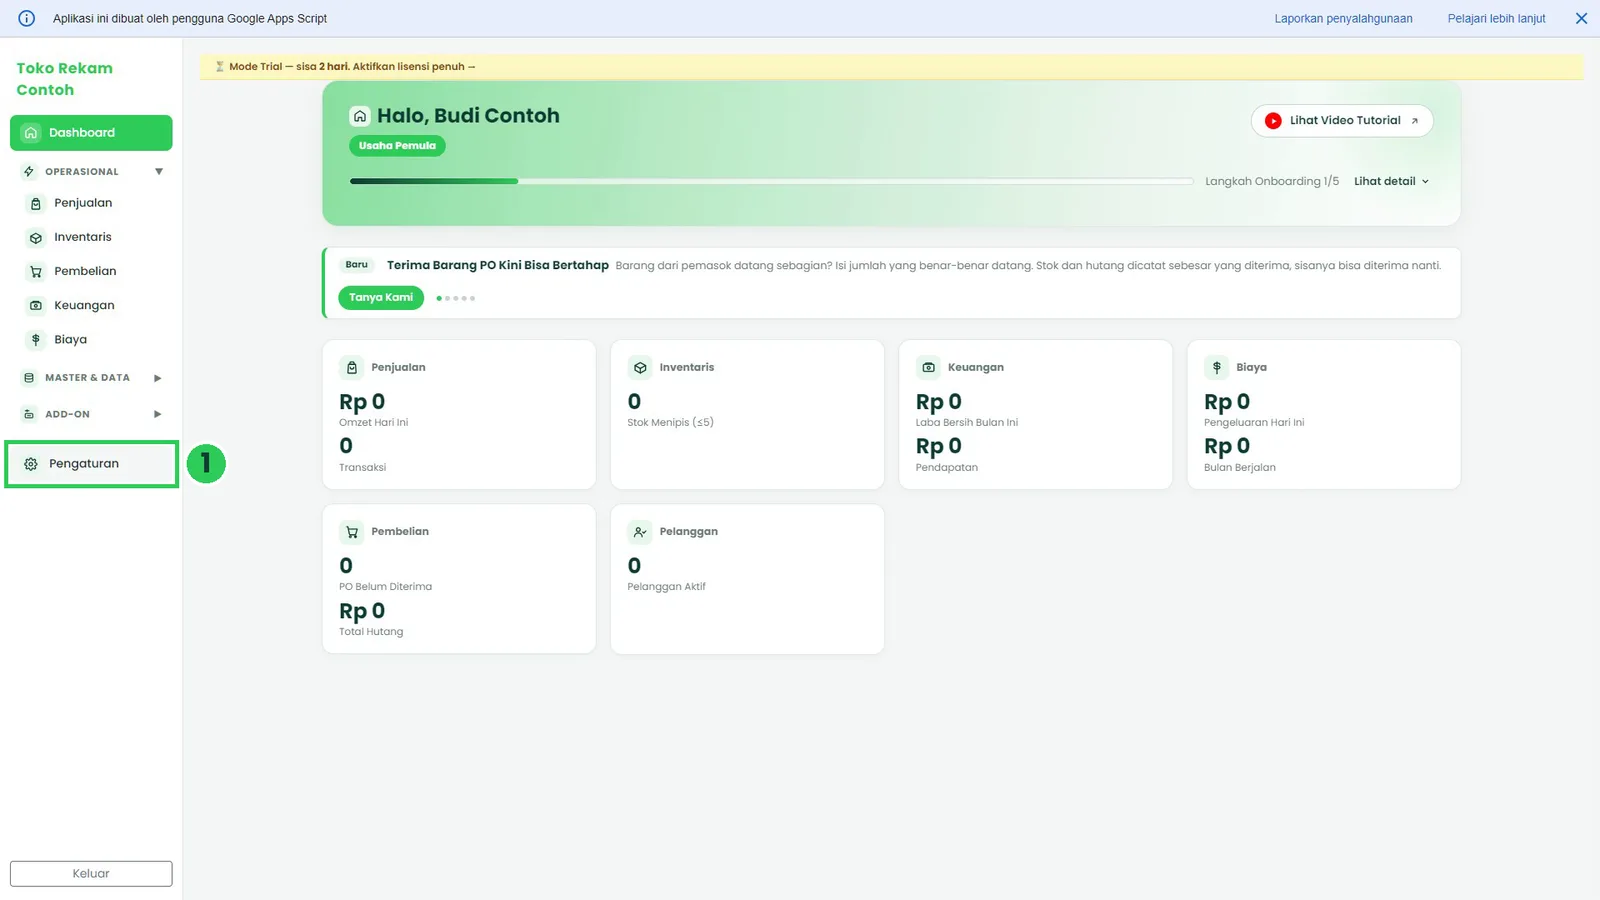 Aplikasi ini dibuat oleh pengguna Google Apps Script
Laporkan penyalahgunaan
Pelajari lebih lanjut
Toko Rekam
Contoh
Dashboard
OPERASIONAL
Penjualan
Inventaris
Pembelian
Keuangan
Biaya
MASTER & DATA
ADD-ON
Pengaturan
1
Keluar
Mode Trial — sisa 2 hari. Aktifkan lisensi penuh →
Halo, Budi Contoh
Usaha Pemula
Lihat Video Tutorial ↗
Langkah Onboarding 1/5
Lihat detail
Baru
Terima Barang PO Kini Bisa Bertahap
Barang dari pemasok datang sebagian? Isi jumlah yang benar-benar datang. Stok dan hutang dicatat sebesar yang diterima, sisanya bisa diterima nanti.
Tanya Kami
Penjualan
Rp 0
Omzet Hari Ini
0
Transaksi
Inventaris
0
Stok Menipis (≤5)
Keuangan
Rp 0
Laba Bersih Bulan Ini
Rp 0
Pendapatan
Biaya
Rp 0
Pengeluaran Hari Ini
Rp 0
Bulan Berjalan
Pembelian
0
PO Belum Diterima
Rp 0
Total Hutang
Pelanggan
0
Pelanggan Aktif